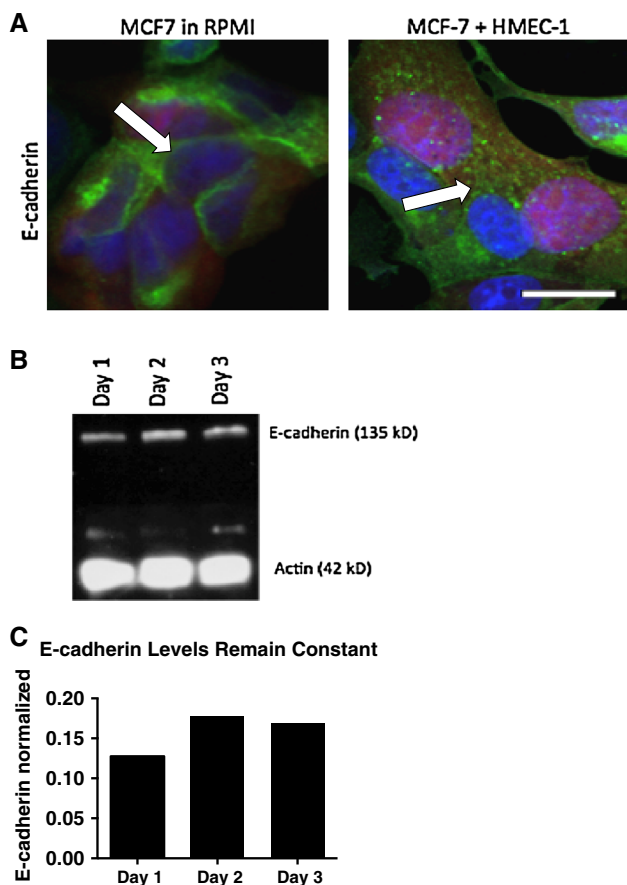 A
MCF7 in RPMI
MCF-7 + HMEC-1
E-cadherin
B
Day 1
Day 2
Day 3
E-cadherin (135 kD)
Actin (42 kD)
C
E-cadherin Levels Remain Constant
E-cadherin normalized
0.20
0.15
0.10
0.05
0.00
Day 1
Day 2
Day 3